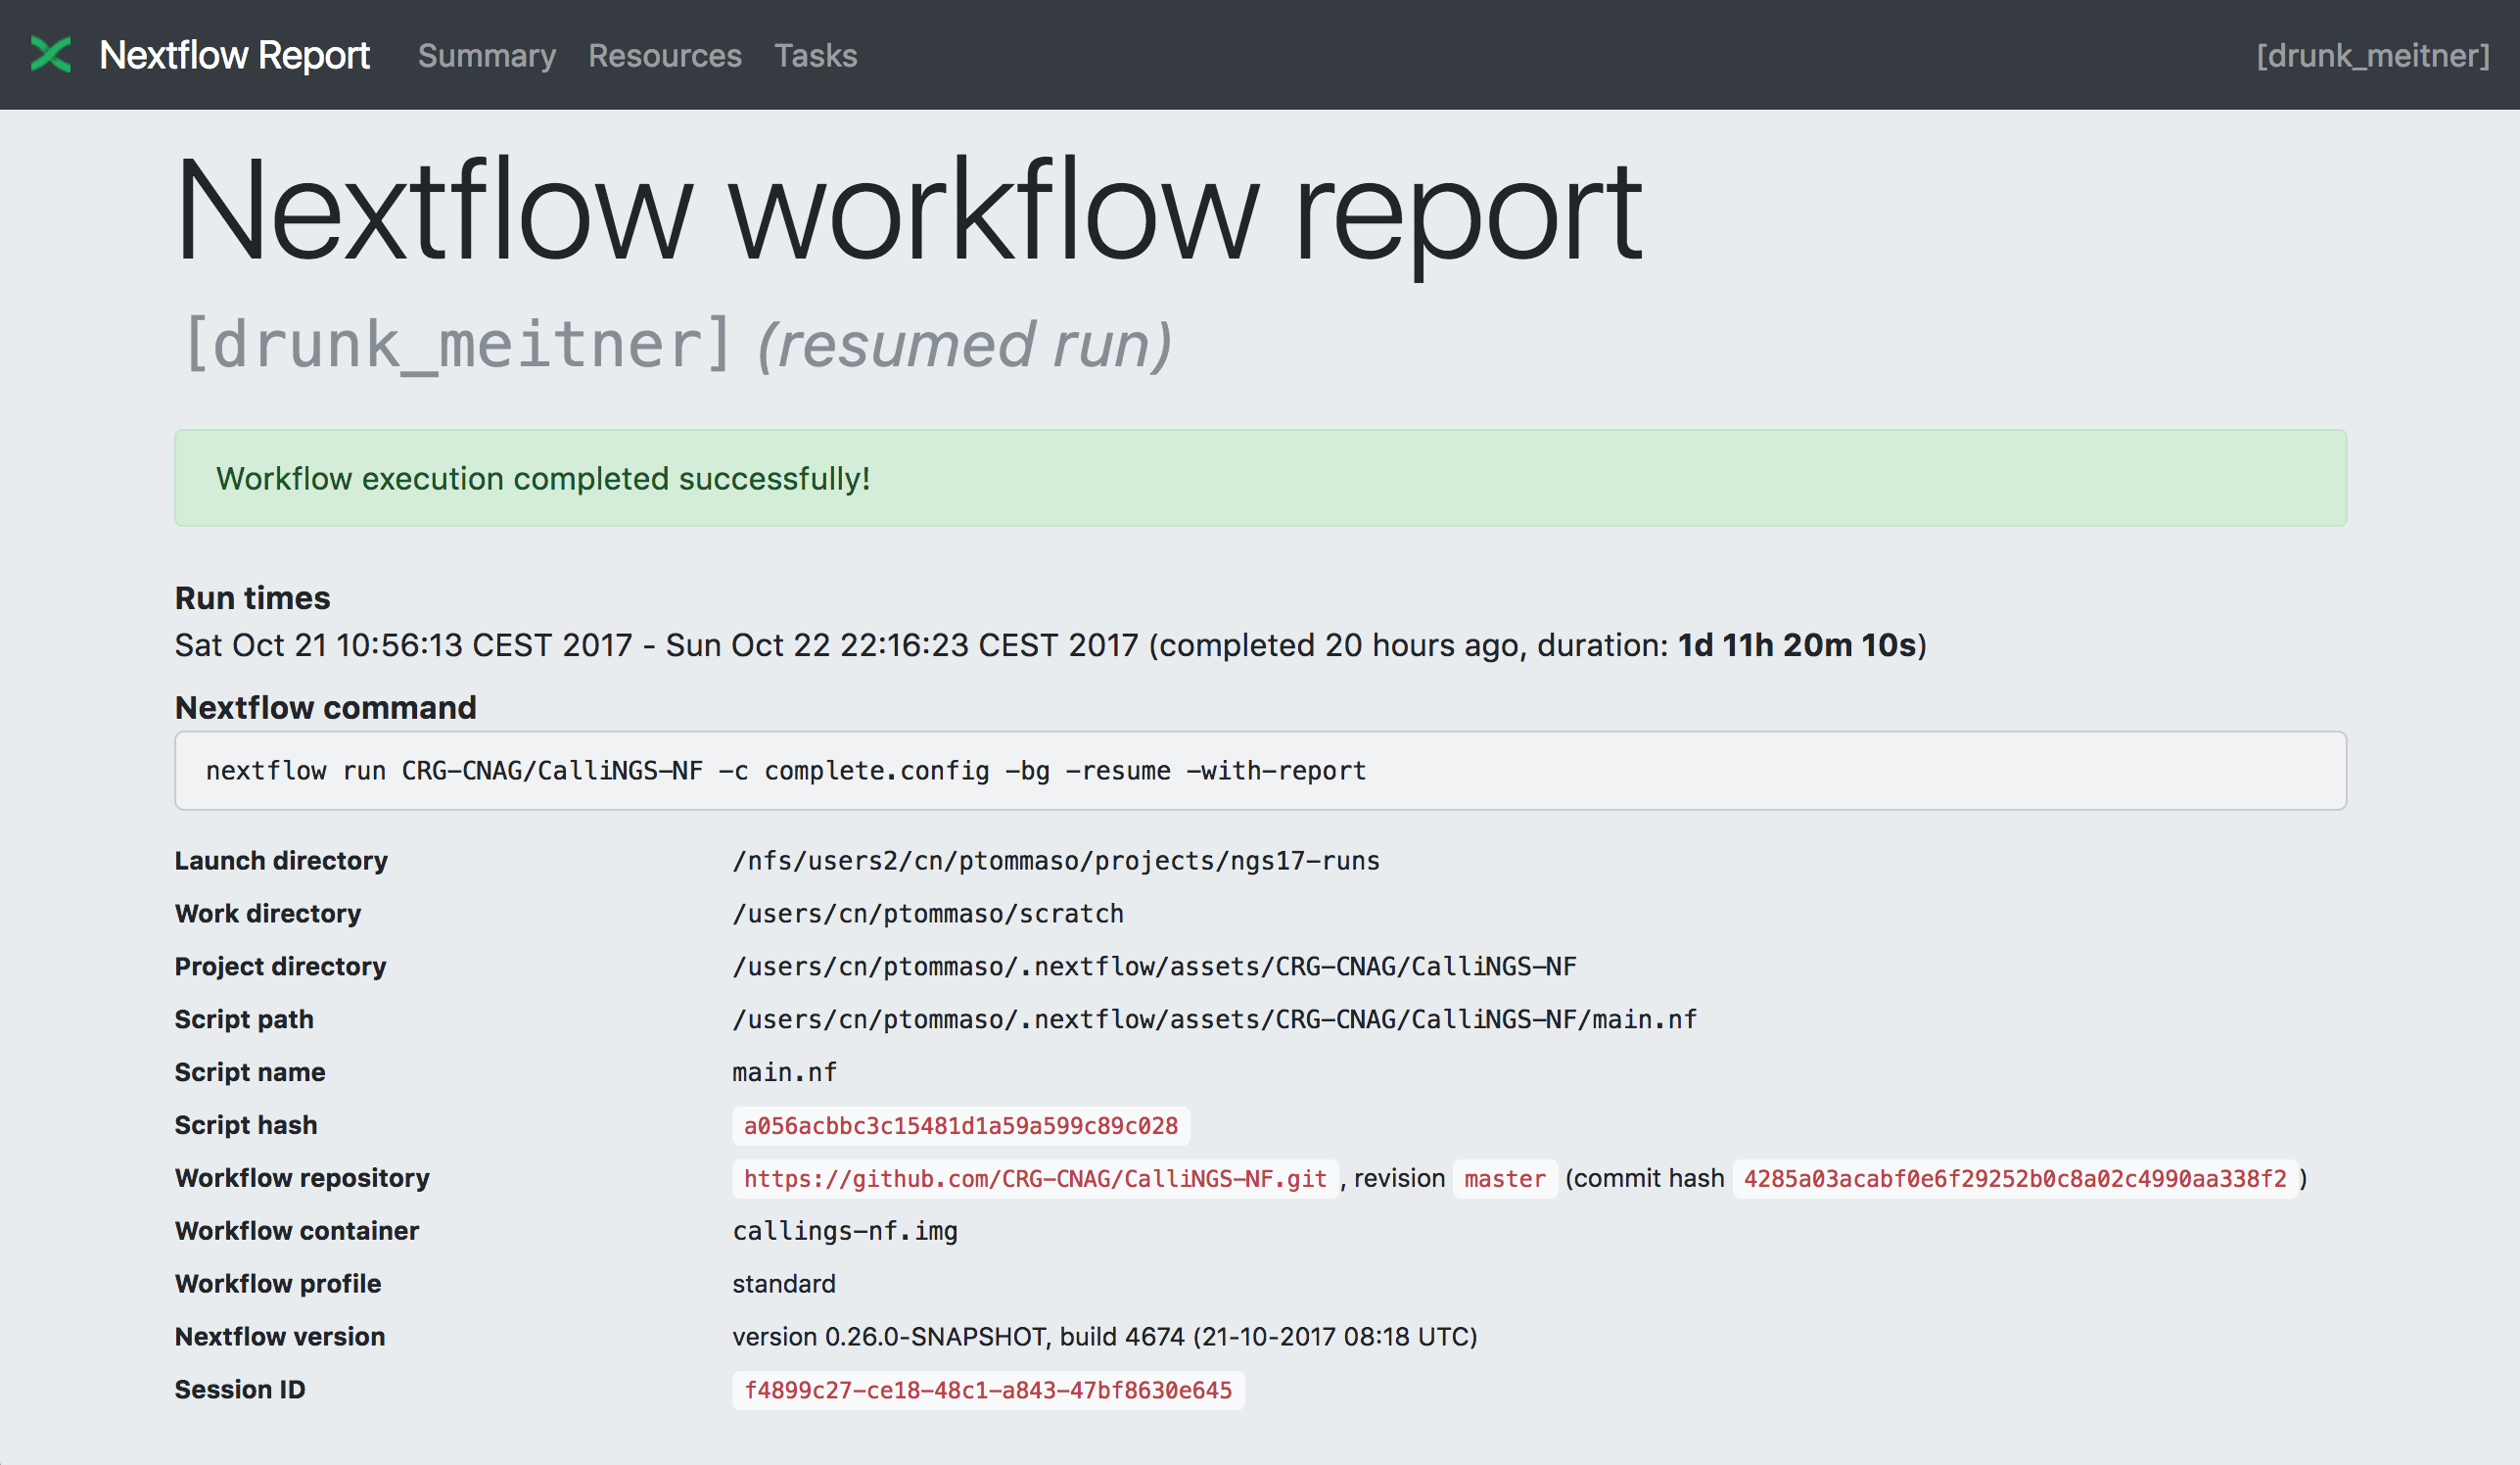 Nextflow Report Summary Resources Tasks [drunk_meitner]
Nextflow workflow report
[drunk_meitner] (resumed run)
Workflow execution completed successfully!
Run times
Sat Oct 21 10:56:13 CEST 2017 - Sun Oct 22 22:16:23 CEST 2017 (completed 20 hours ago, duration: 1d 11h 20m 10s)
Nextflow command
nextflow run CRG-CNAG/CalliNGS-NF -c complete.config -bg -resume -with-report
Launch directory /nfs/users2/cn/ptommaso/projects/ngs17-runs
Work directory /users/cn/ptommaso/scratch
Project directory /users/cn/ptommaso/.nextflow/assets/CRG-CNAG/CalliNGS-NF
Script path /users/cn/ptommaso/.nextflow/assets/CRG-CNAG/CalliNGS-NF/main.nf
Script name main.nf
Script hash a056acbbc3c15481d1a59a599c89c028
Workflow repository https://github.com/CRG-CNAG/CalliNGS-NF.git , revision master (commit hash 4285a03acabf0e6f29252b0c8a02c4990aa338f2 )
Workflow container callings-nf.img
Workflow profile standard
Nextflow version version 0.26.0-SNAPSHOT, build 4674 (21-10-2017 08:18 UTC)
Session ID f4899c27-ce18-48c1-a843-47bf8630e645